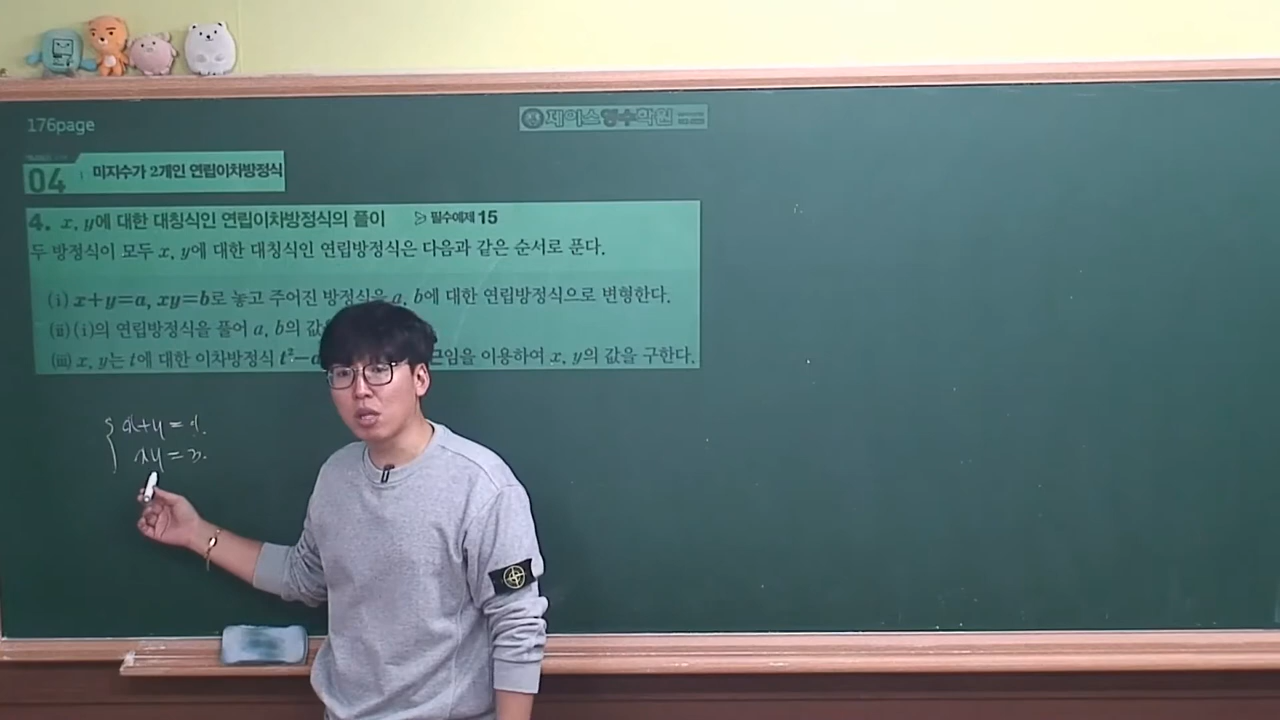 176page
제이스영수학원
04 미지수가 2개인 연립이차방정식
4. x, y에 대한 대칭식인 연립이차방정식의 풀이 필수예제 15
두 방정식이 모두 x, y에 대한 대칭식인 연립방정식은 다음과 같은 순서로 푼다.
(i) x+y=a, xy=b로 놓고 주어진 방정식을 a, b에 대한 연립방정식으로 변형한다.
(ii) (i)의 연립방정식을 풀어 a, b의 값
(iii) x, y는 t에 대한 이차방정식 t²-a 근임을 이용하여 x, y의 값을 구한다.
x+y=
xy=